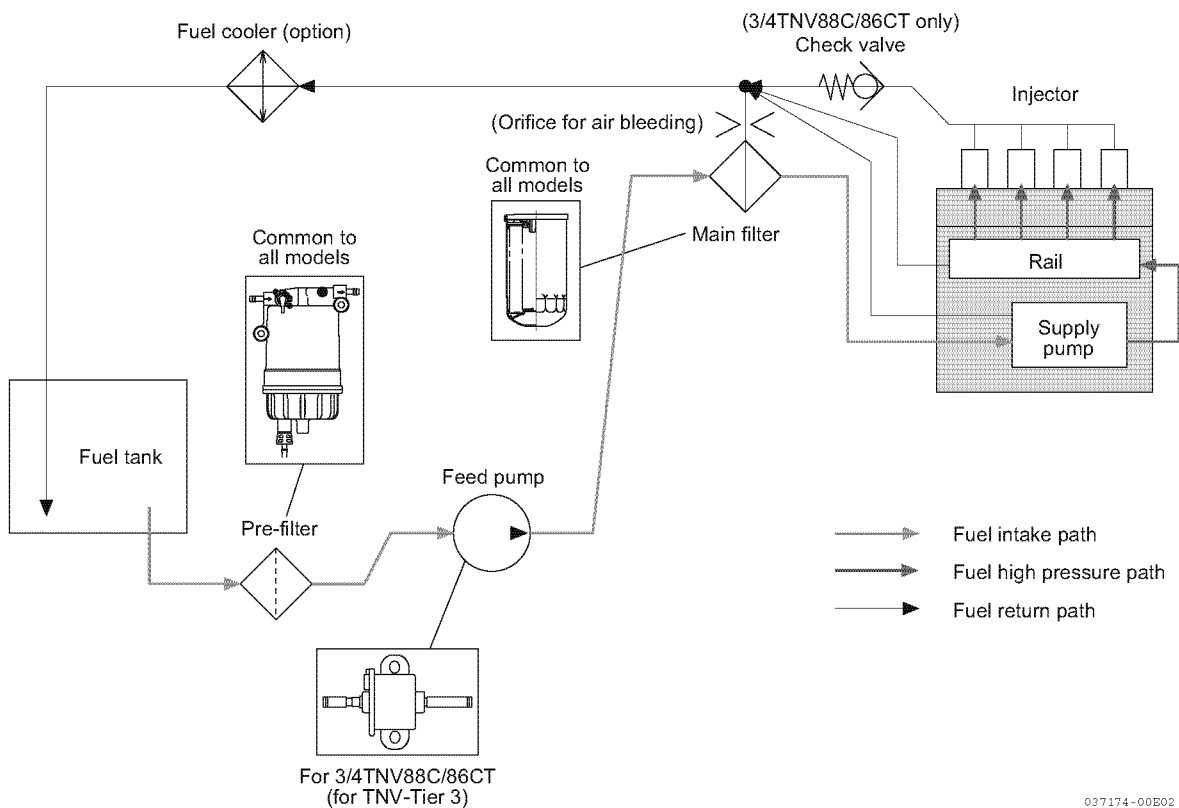 (3/4TNV88C/86CT only)
Check valve
Fuel cooler (option)
Injector
(Orifice for air bleeding)
Common to
all models
Main filter
Common to
all models
Rail
Supply
pump
Fuel tank
Pre-filter
Feed pump
Fuel intake path
Fuel high pressure path
Fuel return path
For 3/4TNV88C/86CT
(for TNV-Tier 3)
037174-00E02